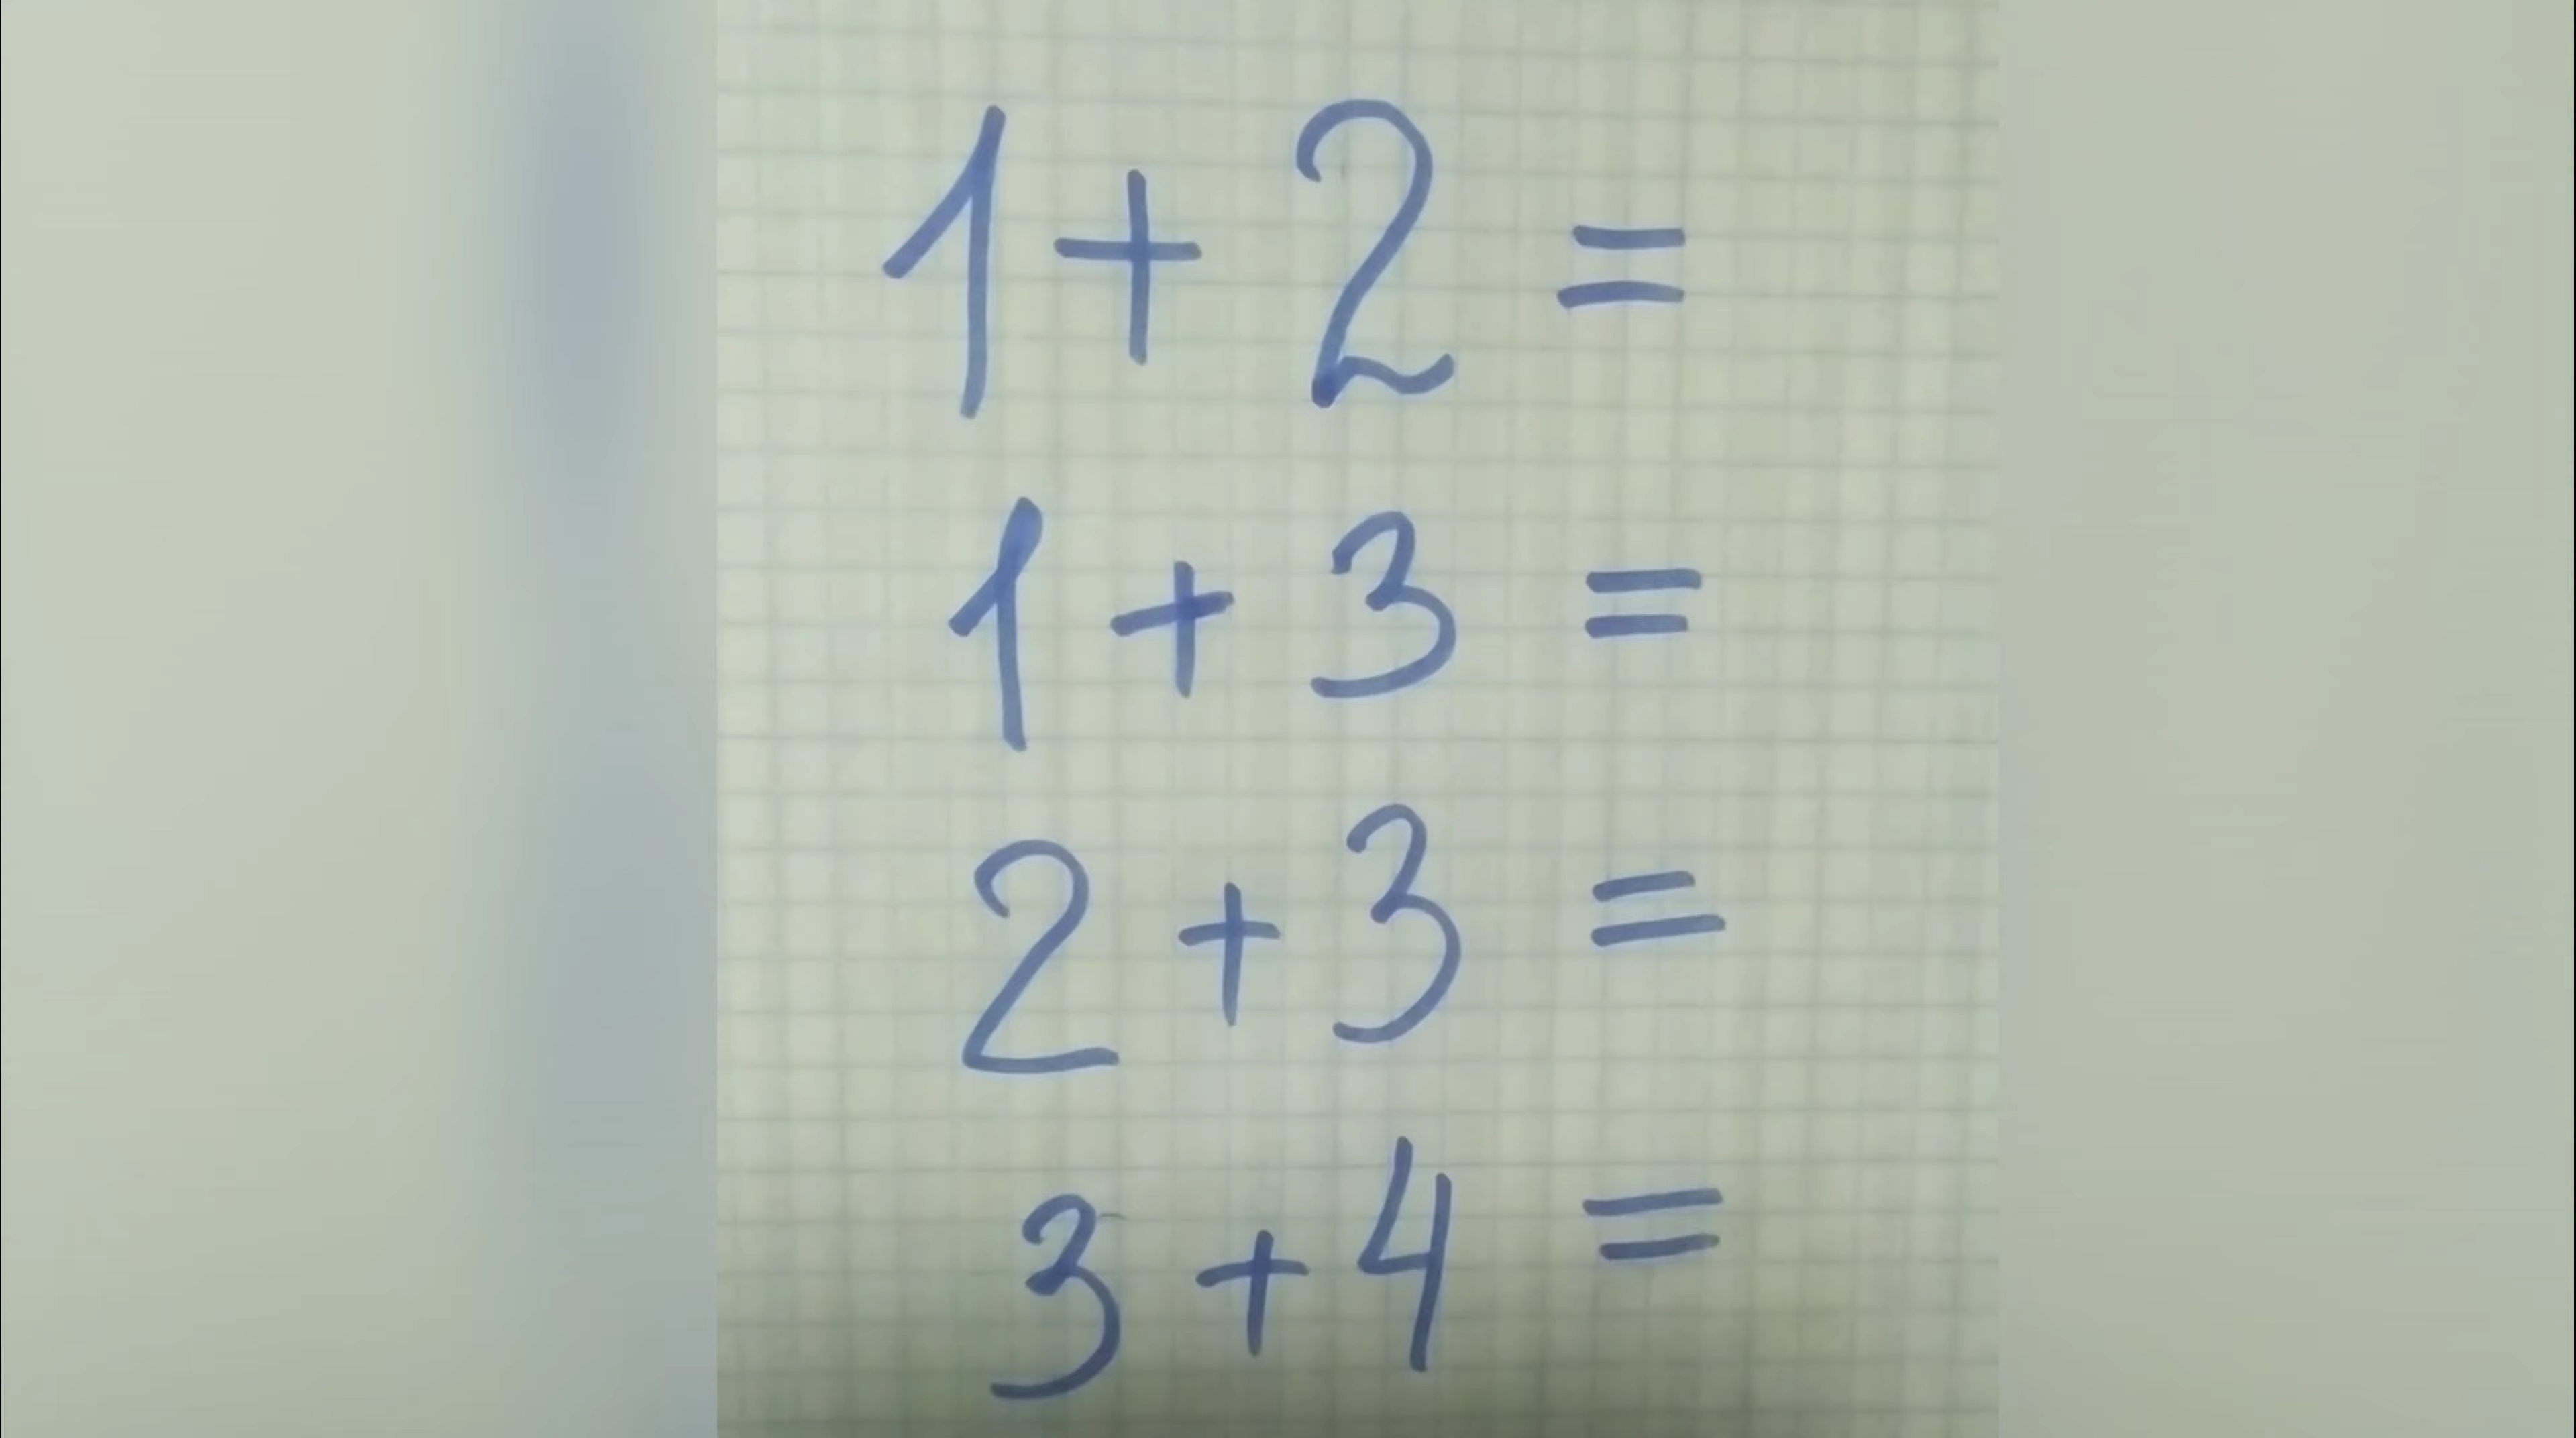 1 + 2 =
1 + 3 =
2 + 3 =
3 + 4 =